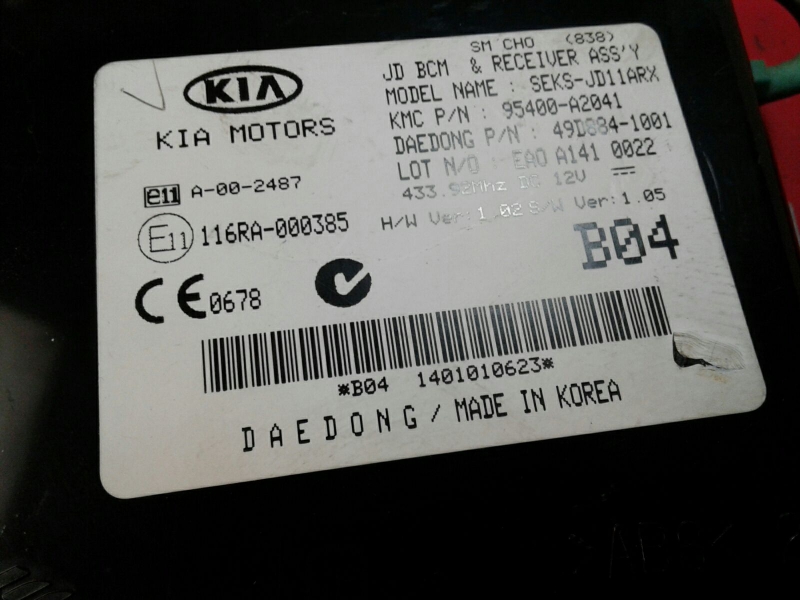 SM CHO (838)
KIA
KIA MOTORS
JD BCM & RECEIVER ASS'Y
MODEL NAME : SEKS-JD11ARX
KMC P/N : 95400-A2041
DAEDONG P/N : 49D884-1001
LOT N/O : EA0 A141 0022
433.92Mhz DC 12V
H/W Ver:1.02 S/W Ver:1.05
e11 A-00-2487
E11 116RA-000385
CE 0678
B04
*B04 1401010623*
DAEDONG / MADE IN KOREA